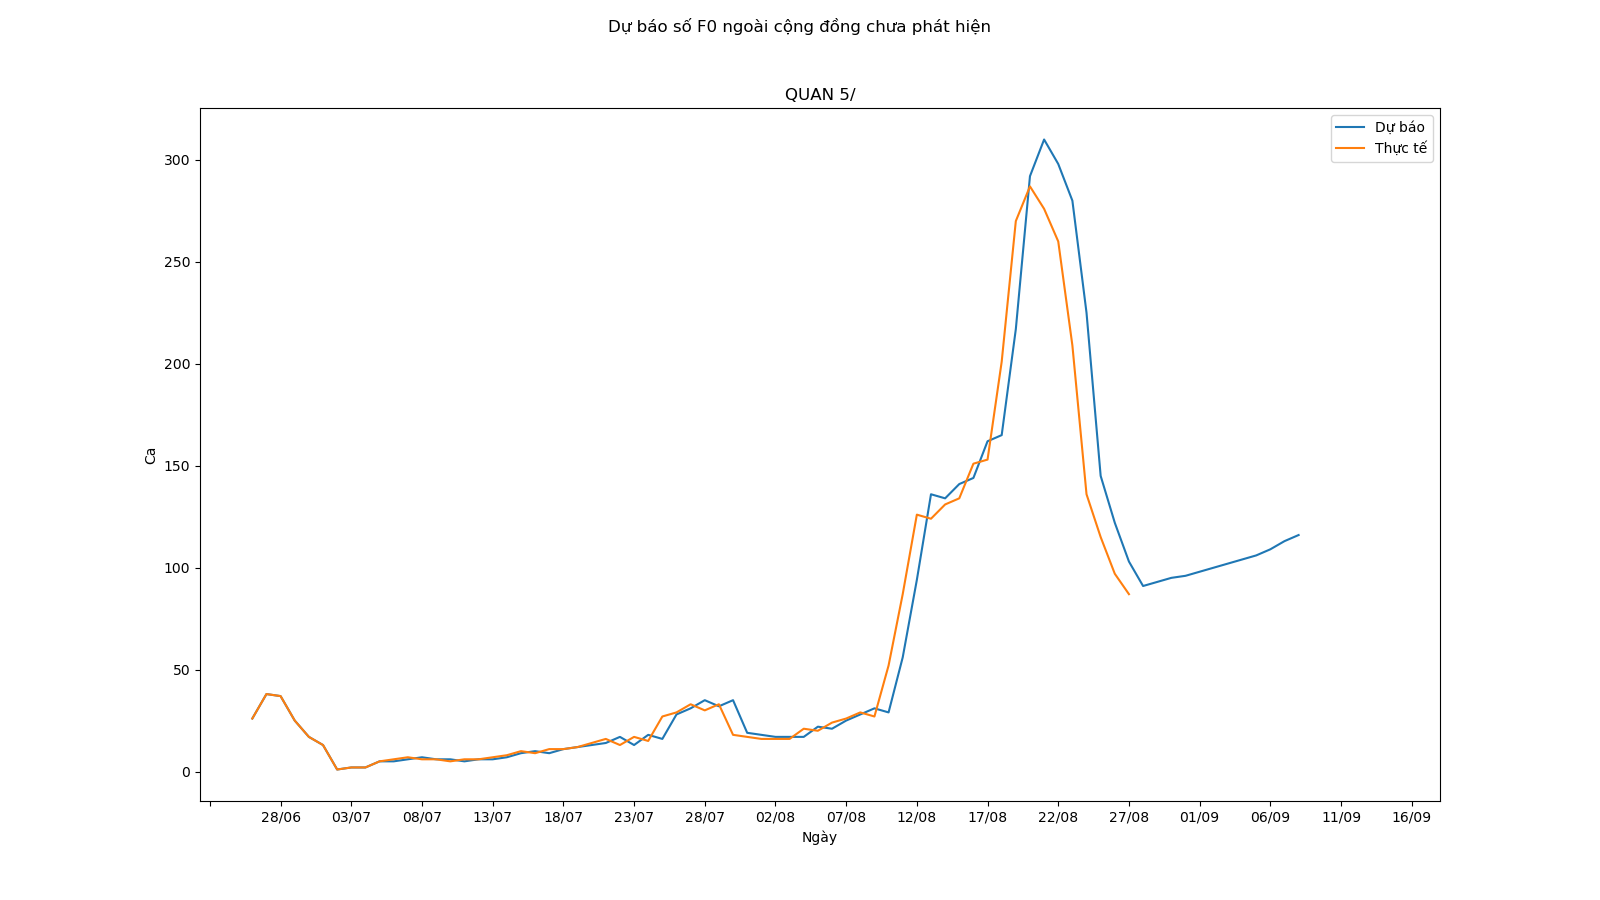 Dự báo số F0 ngoài cộng đồng chưa phát hiện
QUAN 5/
Dự báo
Thực tế
300
250
200
150
100
50
0
Ca
28/06 03/07 08/07 13/07 18/07 23/07 28/07 02/08 07/08 12/08 17/08 22/08 27/08 01/09 06/09 11/09 16/09
Ngày